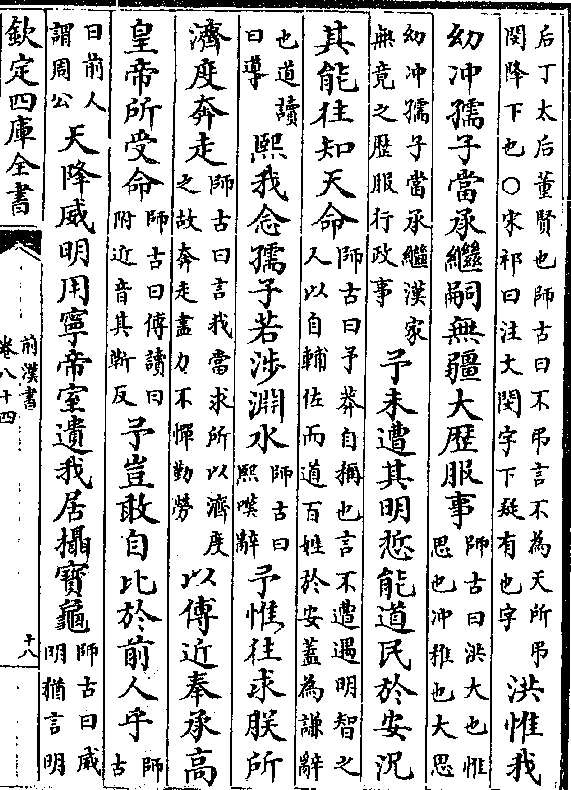 后丁太后董賢也師古曰不弔言不為天所弔
閔降下也○宋祁曰注文閔字下疑有也字
洪惟我
幼冲孺子當承繼嗣無疆大歴服事
師古曰洪大也惟
思也冲稚也大思
幼冲孺子當承繼漢家
無竟之歴服行政事
予未遭其明悊能道民於安況
其能往知天命
師古曰予莽自稱也言不遭遇明智之
人以自輔佐而道百姓於安蓋為謙辭
也道讀
曰導
熙我念孺子若涉淵水
師古曰
熙嘆辭
予惟往求朕所
濟度奔走
師古曰言我當求所以濟度
之故奔走盡力不憚勤勞
以傅近奉承高
皇帝所受命
師古曰傅讀曰
附近音其靳反
予豈敢自比於前人乎
師古
曰前人
謂周公
天降威明用寧帝室遺我居攝寶龜
師古曰威
明猶言明
欽定四庫全書
前漢書
卷八十四
十八